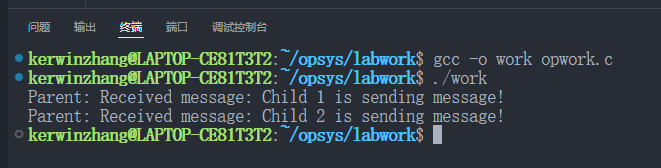 问题 输出 终端 端口 调试控制台
kerwinzhang@LAPTOP-CE81T3T2:~/opsys/labwork$ gcc -o work opwork.c
kerwinzhang@LAPTOP-CE81T3T2:~/opsys/labwork$ ./work
Parent: Received message: Child 1 is sending message!
Parent: Received message: Child 2 is sending message!
kerwinzhang@LAPTOP-CE81T3T2:~/opsys/labwork$